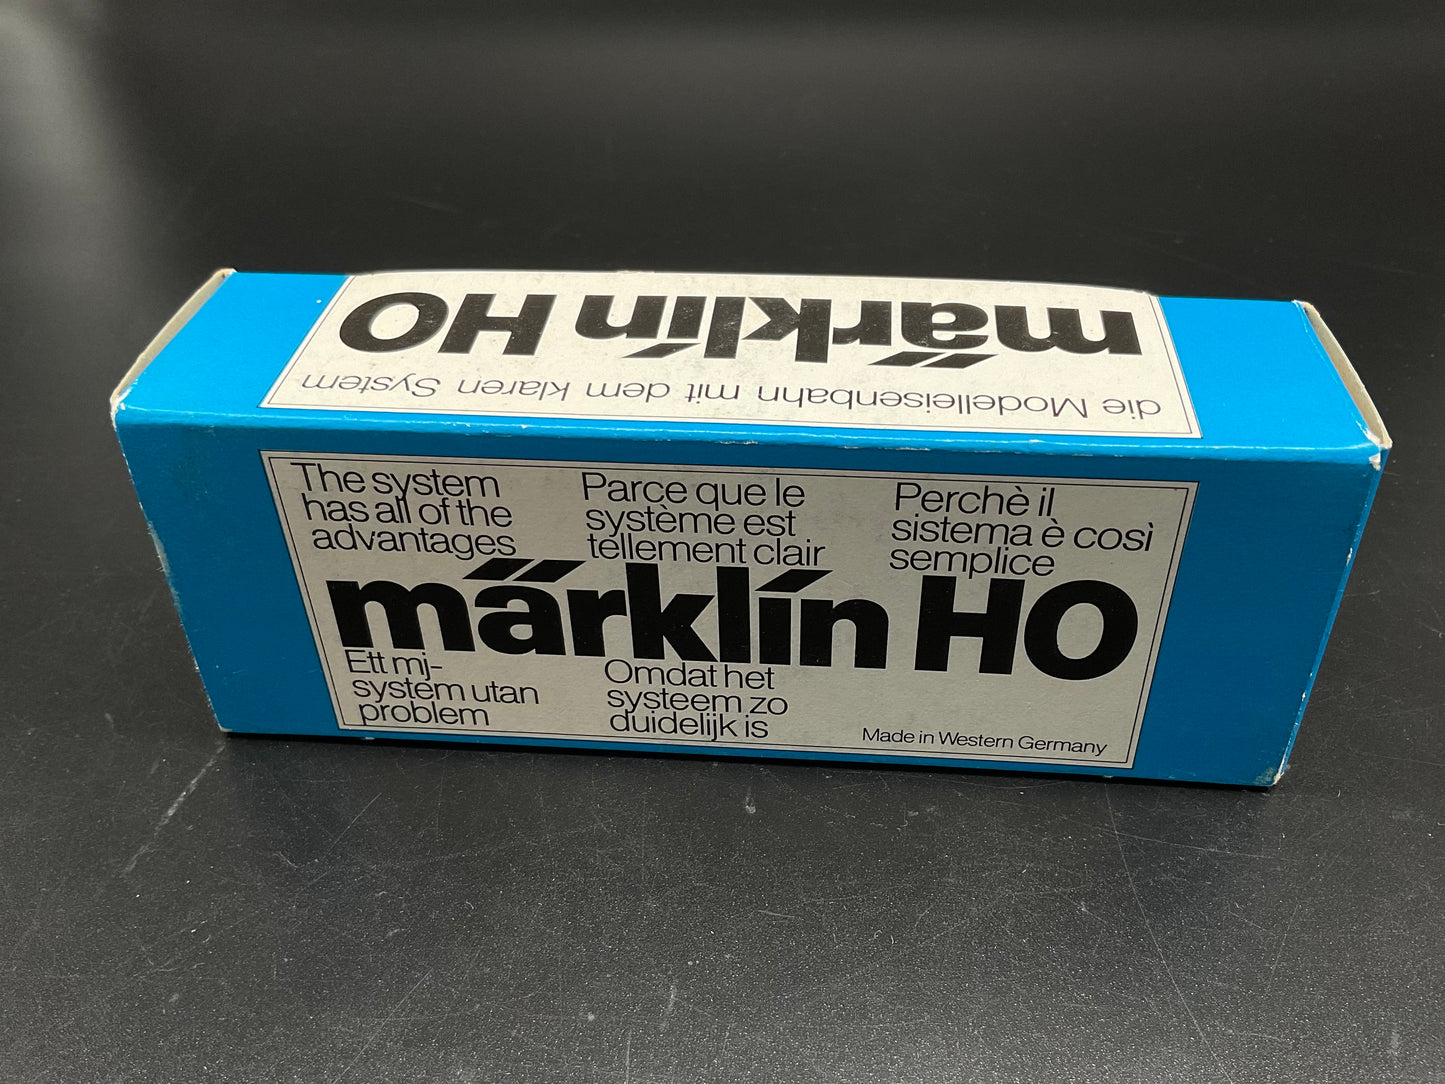 märklin HO
die Modelleisenbahn mit dem klaren System
The system
has all of the
advantages
Parce que le
système est
tellement clair
Perchè il
sistema è così
semplice
märklin HO
Ett mj-
system utan
problem
Omdat het
systeem zo
duidelijk is
Made in Western Germany